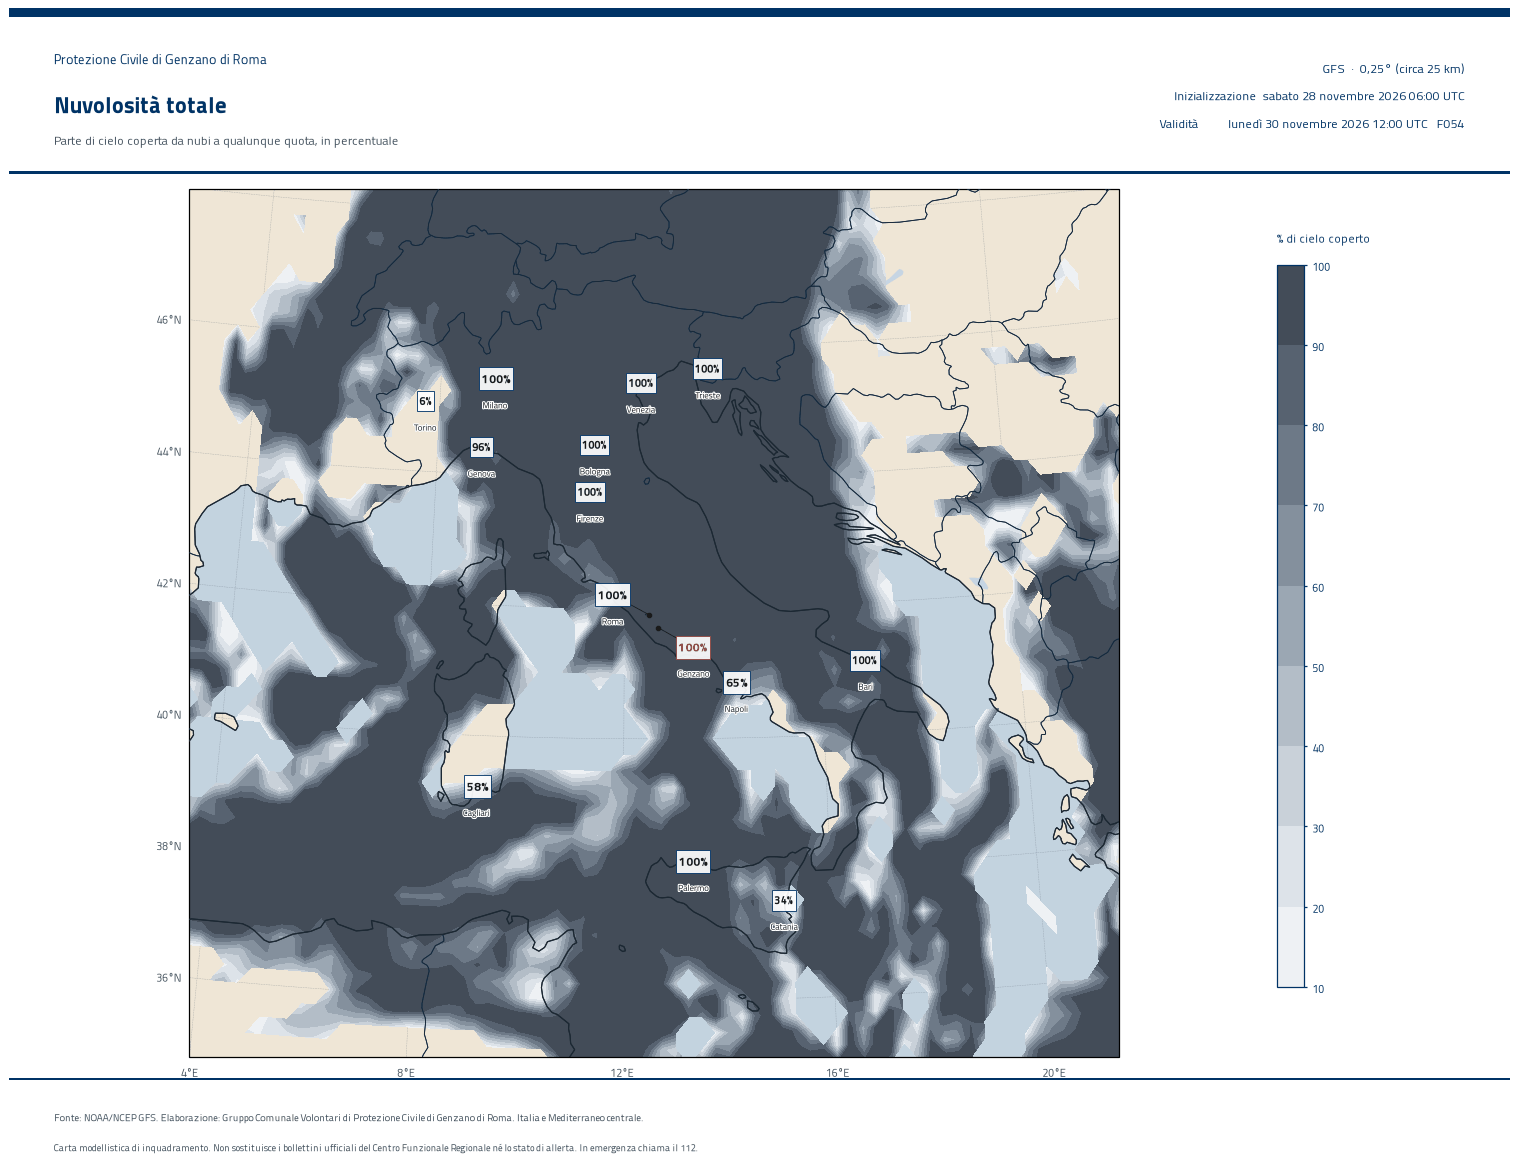 Protezione Civile di Genzano di Roma
Nuvolosità totale
Parte di cielo coperta da nubi a qualunque quota, in percentuale
GFS · 0,25° (circa 25 km)
Inizializzazione sabato 28 novembre 2026 06:00 UTC
Validità lunedì 30 novembre 2026 12:00 UTC F054
% di cielo coperto
100
90
80
70
60
50
40
30
20
10
46°N
44°N
42°N
40°N
38°N
36°N
4°E
8°E
12°E
16°E
20°E
100%
Milano
100%
Venezia
100%
Trieste
6%
Torino
96%
Genova
100%
Bologna
100%
Firenze
100%
Roma
100%
Genzano
65%
Napoli
100%
Bari
58%
Cagliari
100%
Palermo
34%
Catania
Fonte: NOAA/NCEP GFS. Elaborazione: Gruppo Comunale Volontari di Protezione Civile di Genzano di Roma. Italia e Mediterraneo centrale.
Carta modellistica di inquadramento. Non sostituisce i bollettini ufficiali del Centro Funzionale Regionale né lo stato di allerta. In emergenza chiama il 112.